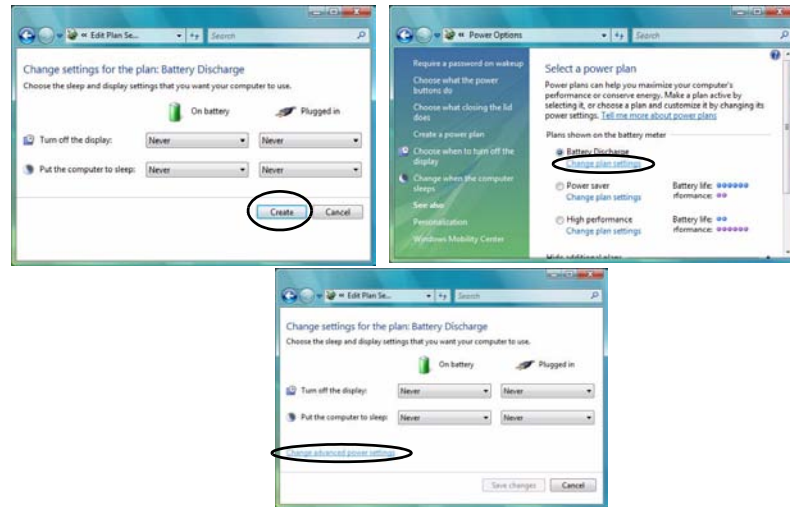 Edit Plan Se...
Search
Change settings for the plan: Battery Discharge
Choose the sleep and display settings that you want your computer to use.
On battery Plugged in
Turn off the display: Never Never
Put the computer to sleep: Never Never
Create Cancel
Power Options
Search
Require a password on wakeup
Choose what the power
buttons do
Choose what closing the lid
does
Create a power plan
Choose when to turn off the
display
Change when the computer
sleeps
See also
Personalization
Windows Mobility Center
Select a power plan
Power plans can help you maximize your computer's
performance or conserve energy. Make a plan active by
selecting it, or choose a plan and customize it by changing its
power settings. Tell me more about power plans
Plans shown on the battery meter
Battery Discharge
Change plan settings
Power saver Battery life:
Change plan settings rformance:
High performance Battery life:
Change plan settings rformance:
Hide additional plans
Edit Plan Se...
Search
Change settings for the plan: Battery Discharge
Choose the sleep and display settings that you want your computer to use.
On battery Plugged in
Turn off the display: Never Never
Put the computer to sleep: Never Never
Change advanced power settings
Save changes Cancel